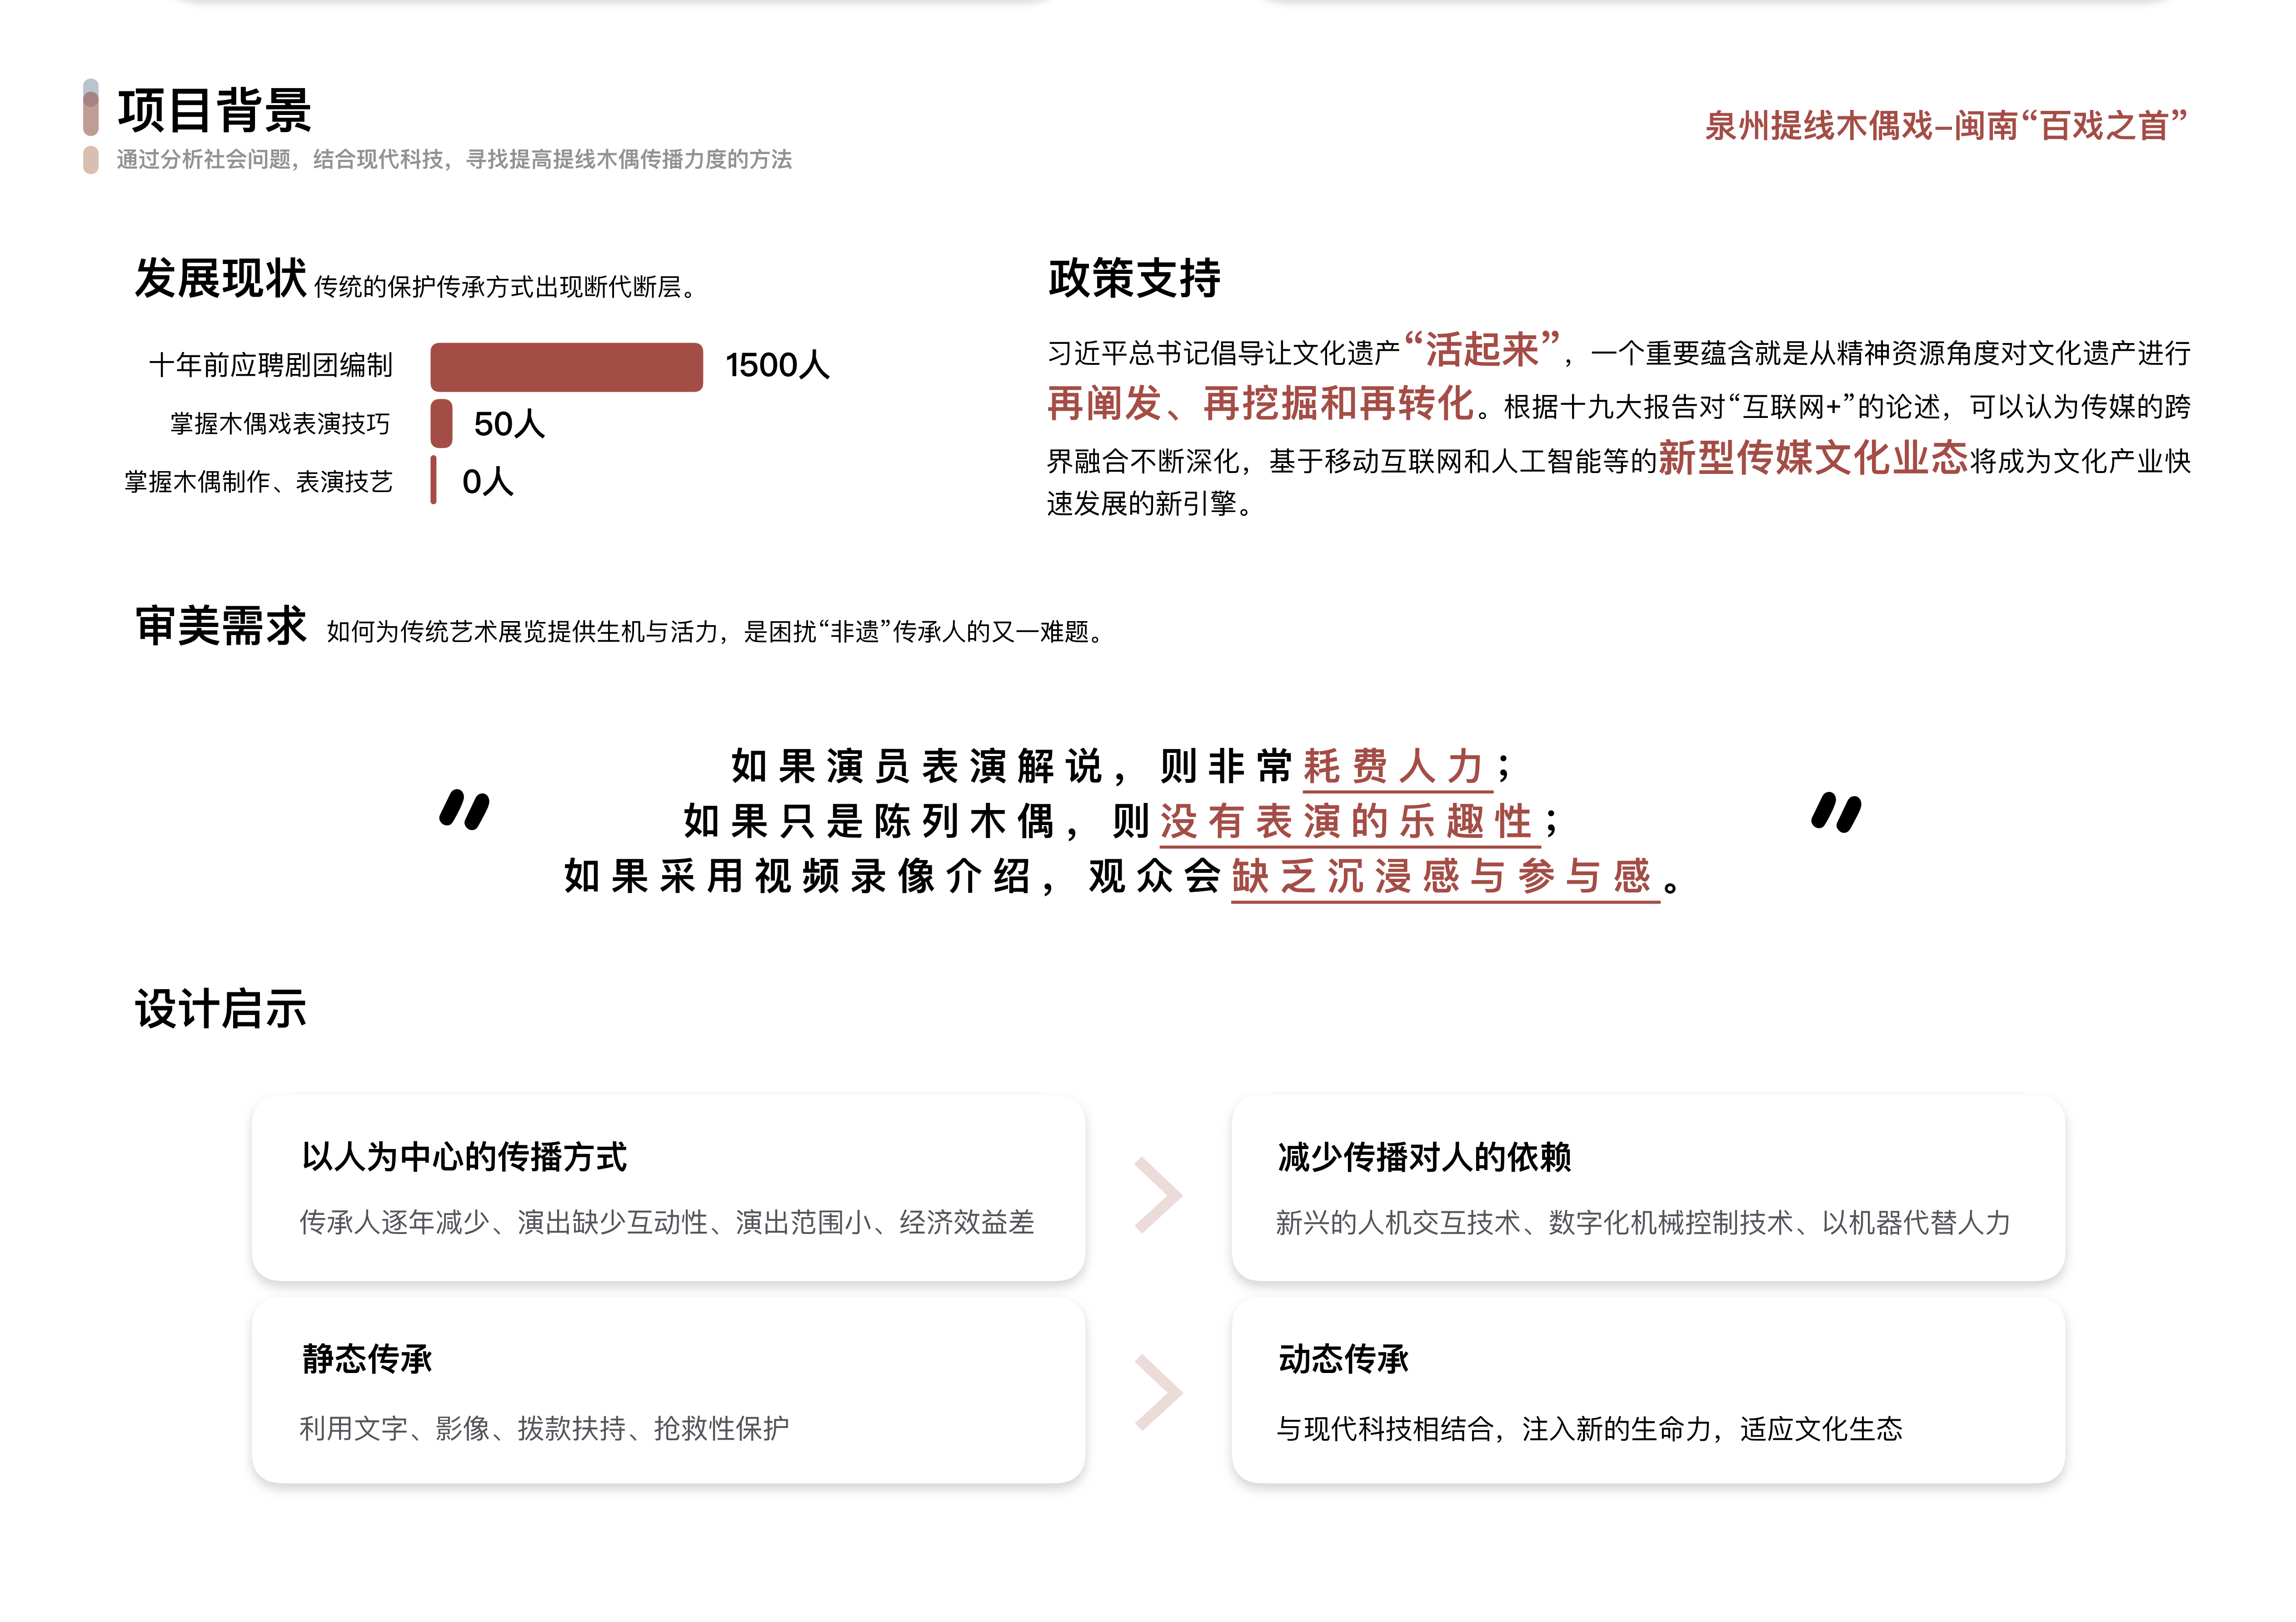 项目背景
通过分析社会问题，结合现代科技，寻找提高提线木偶传播力度的方法
泉州提线木偶戏–闽南“百戏之首”
发展现状 传统的保护传承方式出现断代断层。
十年前应聘剧团编制 1500人
掌握木偶戏表演技巧 50人
掌握木偶制作、表演技艺 0人
政策支持
习近平总书记倡导让文化遗产“活起来”，一个重要蕴含就是从精神资源角度对文化遗产进行
再阐发、再挖掘和再转化。根据十九大报告对“互联网+”的论述，可以认为传媒的跨
界融合不断深化，基于移动互联网和人工智能等的新型传媒文化业态将成为文化产业快
速发展的新引擎。
审美需求 如何为传统艺术展览提供生机与活力，是困扰“非遗”传承人的又一难题。
如果演员表演解说，则非常耗费人力；
如果只是陈列木偶，则没有表演的乐趣性；
如果采用视频录像介绍，观众会缺乏沉浸感与参与感。
设计启示
以人为中心的传播方式
传承人逐年减少、演出缺少互动性、演出范围小、经济效益差
减少传播对人的依赖
新兴的人机交互技术、数字化机械控制技术、以机器代替人力
静态传承
利用文字、影像、拨款扶持、抢救性保护
动态传承
与现代科技相结合，注入新的生命力，适应文化生态